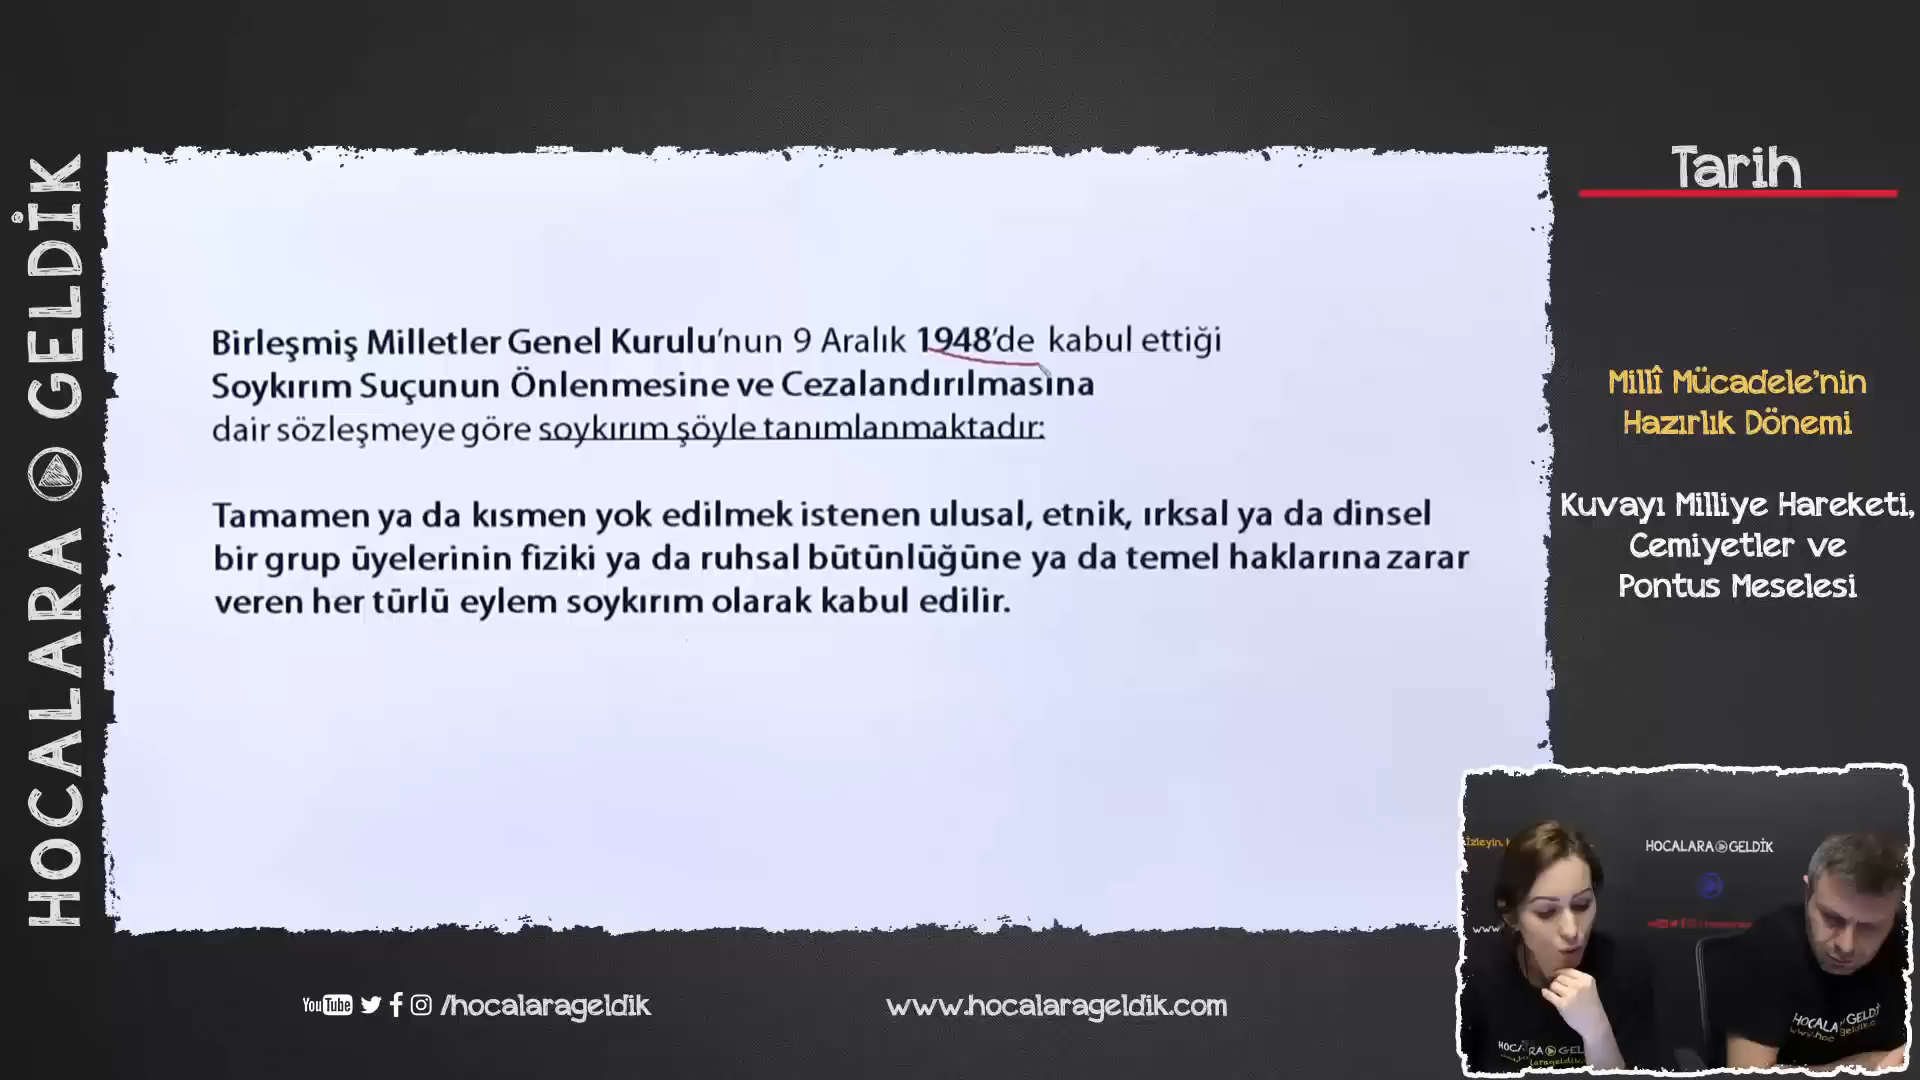 HOCALARA GELDİK
Tarih
Birleşmiş Milletler Genel Kurulu'nun 9 Aralık 1948'de kabul ettiği
Soykırım Suçunun Önlenmesine ve Cezalandırılmasına
dair sözleşmeye göre soykırım şöyle tanımlanmaktadır:
Tamamen ya da kısmen yok edilmek istenen ulusal, etnik, ırksal ya da dinsel
bir grup üyelerinin fiziki ya da ruhsal bütünlüğüne ya da temel haklarına zarar
veren her türlü eylem soykırım olarak kabul edilir.
Millî Mücadele'nin
Hazırlık Dönemi
Kuvayı Milliye Hareketi,
Cemiyetler ve
Pontus Meselesi
izleyin.
HOCALARA GELDİK
www
YouTube /hocalarageldik
www.hocalarageldik.com